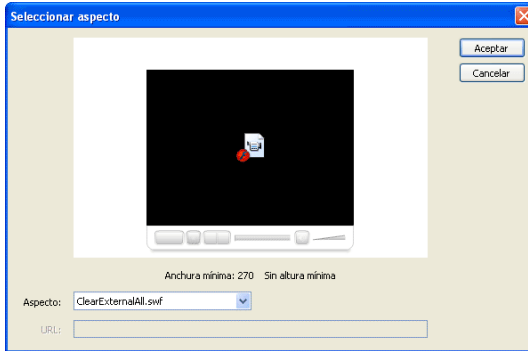 Seleccionar aspecto
Aceptar
Cancelar
Anchura mínima: 270 Sin altura mínima
Aspecto: ClearExternalAll.swf
URL: